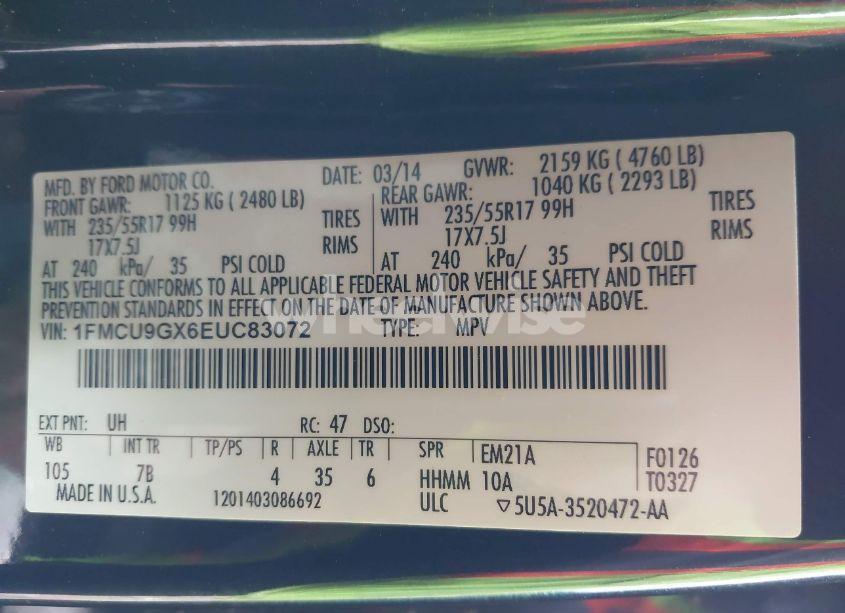 MFD. BY FORD MOTOR CO. DATE: 03/14 GVWR: 2159 KG ( 4760 LB)
FRONT GAWR: 1125 KG ( 2480 LB) REAR GAWR: 1040 KG ( 2293 LB)
WITH 235/55R17 99H TIRES WITH 235/55R17 99H TIRES
17X7.5J RIMS 17X7.5J RIMS
AT 240 kPa/ 35 PSI COLD AT 240 kPa/ 35 PSI COLD
THIS VEHICLE CONFORMS TO ALL APPLICABLE FEDERAL MOTOR VEHICLE SAFETY AND THEFT
PREVENTION STANDARDS IN EFFECT ON THE DATE OF MANUFACTURE SHOWN ABOVE.
VIN: 1FMCU9GX6EUC83072 TYPE: MPV
EXT PNT: UH RC: 47 DSO:
WB INT TR TP/PS R AXLE TR SPR EM21A F0126
105 7B 4 35 6 HHMM 10A T0327
MADE IN U.S.A. 1201403086692 ULC ▽5U5A-3520472-AA